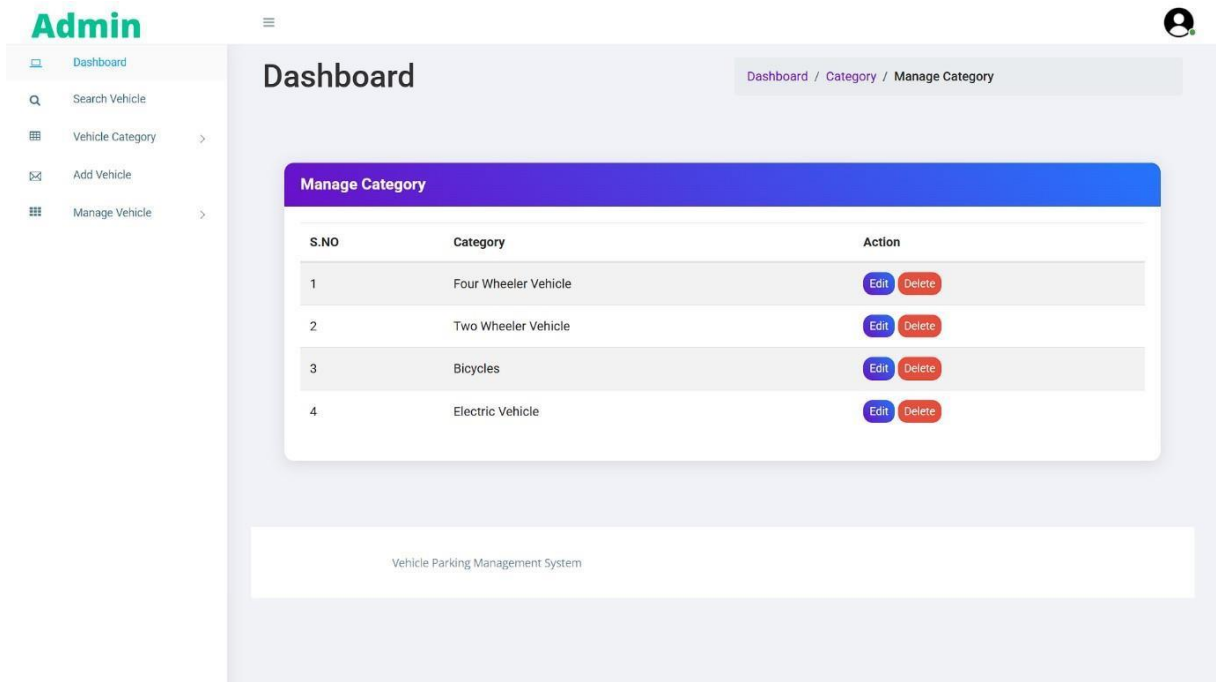 Admin
Dashboard
Search Vehicle
Vehicle Category
Add Vehicle
Manage Vehicle
Dashboard
Dashboard / Category / Manage Category
Manage Category
S.NO Category Action
1 Four Wheeler Vehicle Edit Delete
2 Two Wheeler Vehicle Edit Delete
3 Bicycles Edit Delete
4 Electric Vehicle Edit Delete
Vehicle Parking Management System